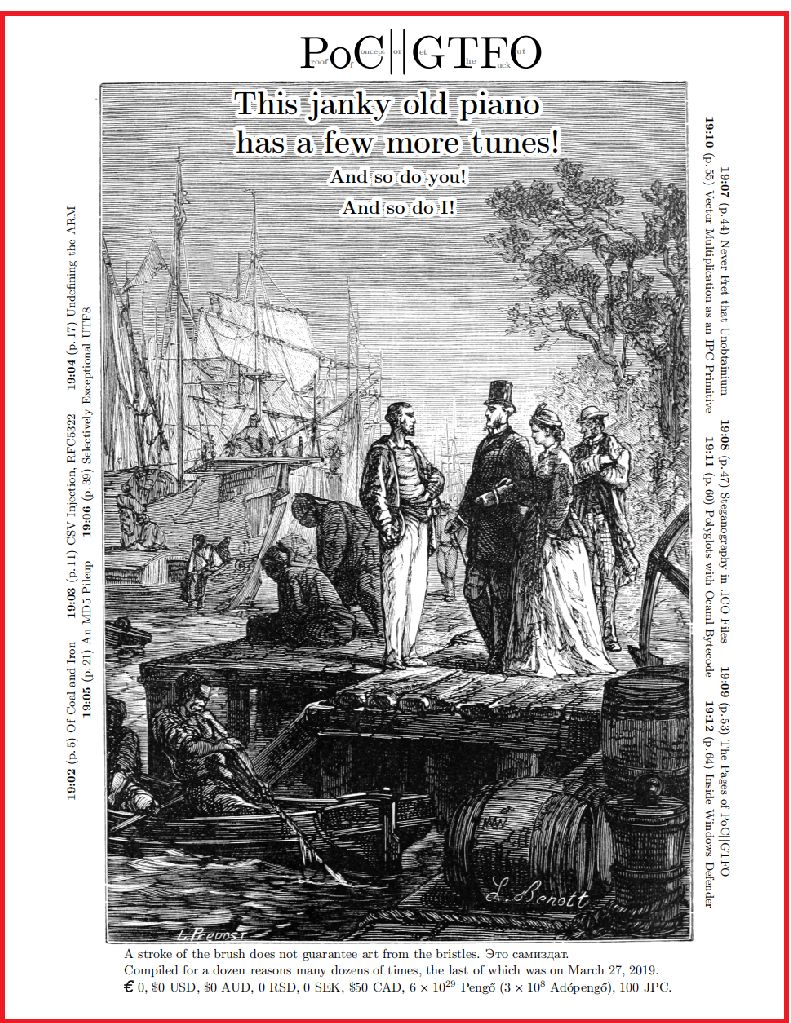 PoC||GTFO
This janky old piano
has a few more tunes!
And so do you!
And so do I!
19:02 (p. 5) Of Coal and Iron 19:03 (p. 11) CSV Injection, RFC5322 19:04 (p. 17) Undefining the ARM
19:05 (p. 21) An MD5 Pileup 19:06 (p. 39) Selectively Exceptional UTF8
19:07 (p. 44) Never Fret that Unobtainium 19:08 (p. 47) Steganography in .ICO Files 19:09 (p. 53) The Pages of PoC||GTFO
19:10 (p. 55) Vector Multiplication as an IPC Primitive 19:11 (p. 60) Polyglots with Ocaml Bytecode 19:12 (p. 64) Inside Windows Defender
L. Benott
A stroke of the brush does not guarantee art from the bristles. Это самиздат.
Compiled for a dozen reasons many dozens of times, the last of which was on March 27, 2019.
€ 0, $0 USD, $0 AUD, 0 RSD, 0 SEK, $50 CAD, 6 × 10²⁹ Pengő (3 × 10⁸ Adópengő), 100 JPC.